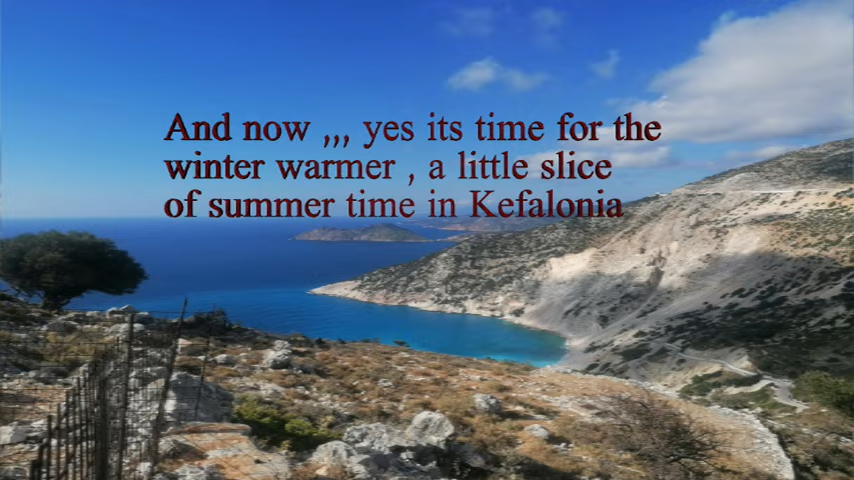 And now ,,, yes its time for the
winter warmer , a little slice
of summer time in Kefalonia